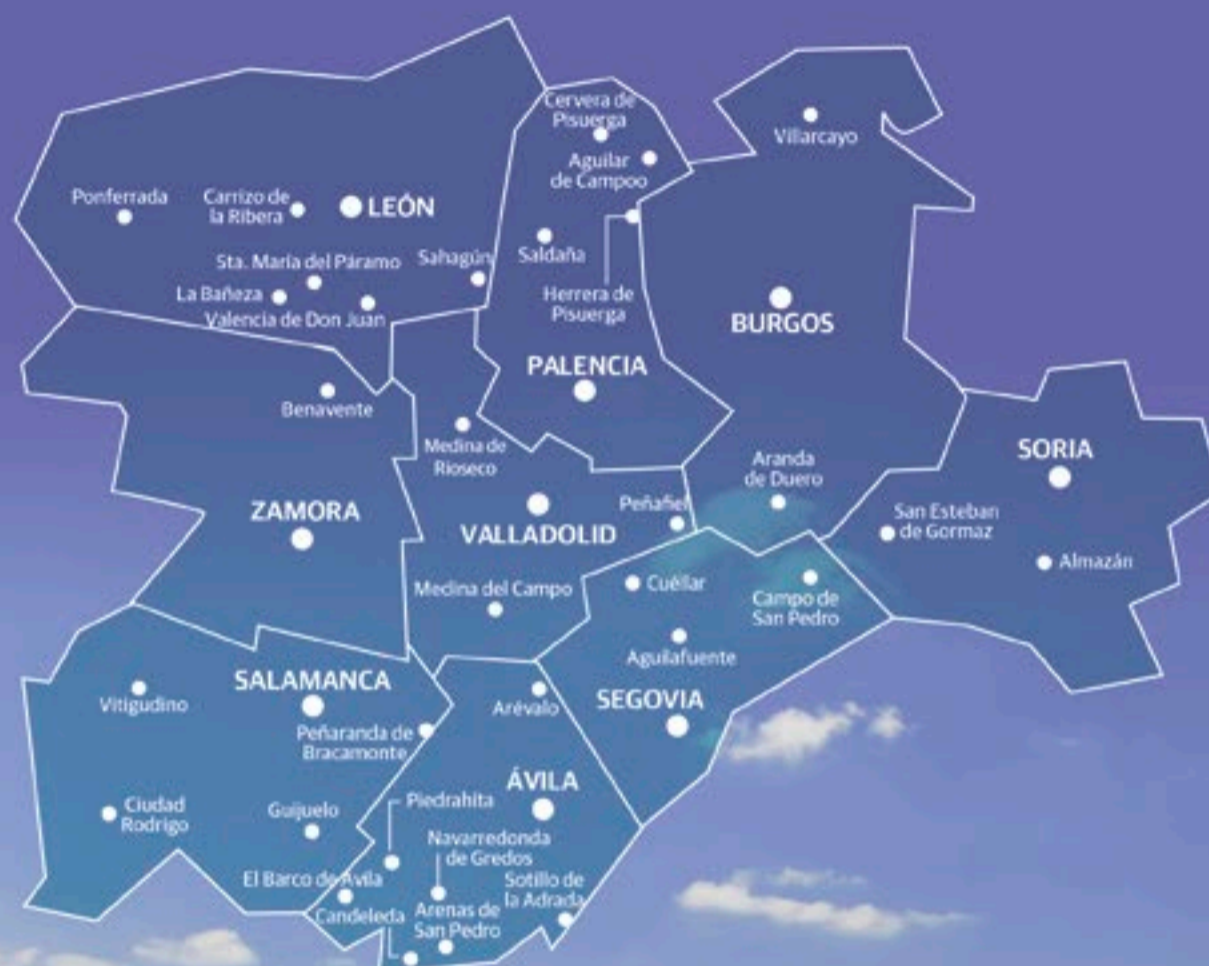 Cervera de
Pisuerga
Villarcayo
Aguilar
de Campoo
Ponferrada
Carrizo de
la Ribera
LEÓN
Saldaña
Sta. María del Páramo
Sahagún
La Bañeza
Valencia de Don Juan
Herrera de
Pisuerga
BURGOS
PALENCIA
Benavente
Medina de
Rioseco
Aranda
de Duero
SORIA
ZAMORA
VALLADOLID
Peñafiel
San Esteban
de Gormaz
Almazán
Medina del Campo
Cuéllar
Campo de
San Pedro
Aguilafuente
SALAMANCA
Vitigudino
Arévalo
SEGOVIA
Peñaranda de
Bracamonte
ÁVILA
Piedrahita
Ciudad
Rodrigo
Guijuelo
Navarredonda
de Gredos
El Barco de Avila
Sotillo de
la Adrada
Candeleda
Arenas de
San Pedro